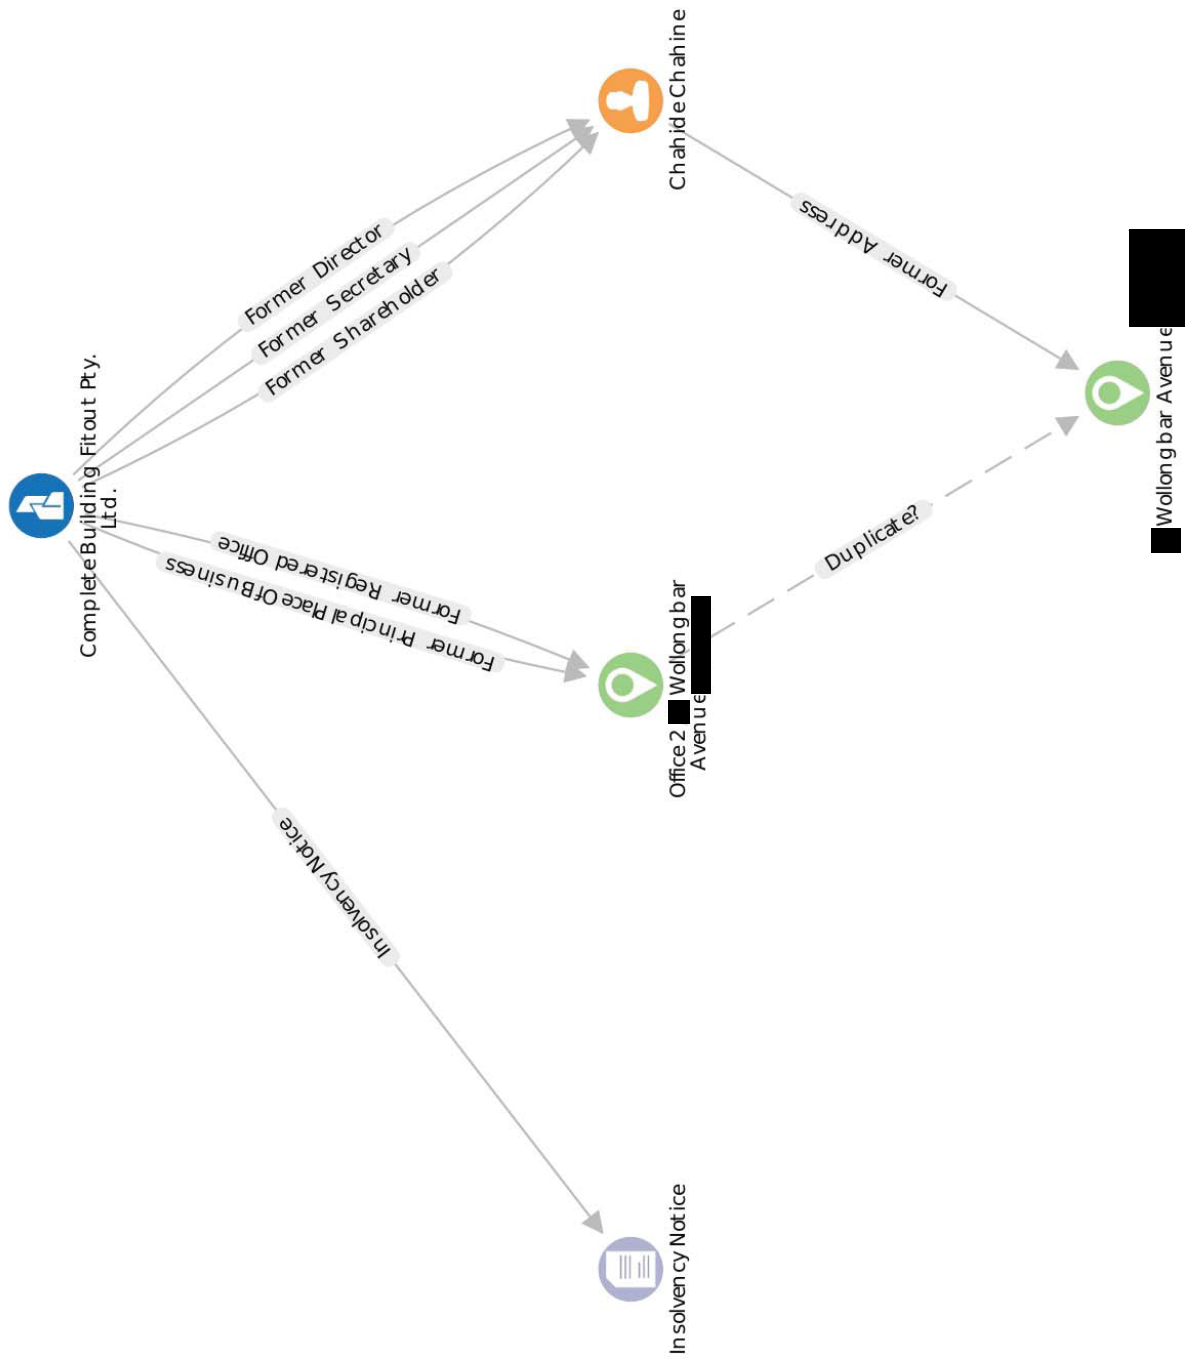 Complete Building Fitout Pty.
Ltd.
Former Director
Former Secretary
Former Shareholder
Former Registered Office
Former Principal Place Of Business
Insolvency Notice
Chahide Chahine
Former Address
Office 2 Wollongbar
Avenue
Duplicate?
Wollongbar Avenue
Insolvency Notice